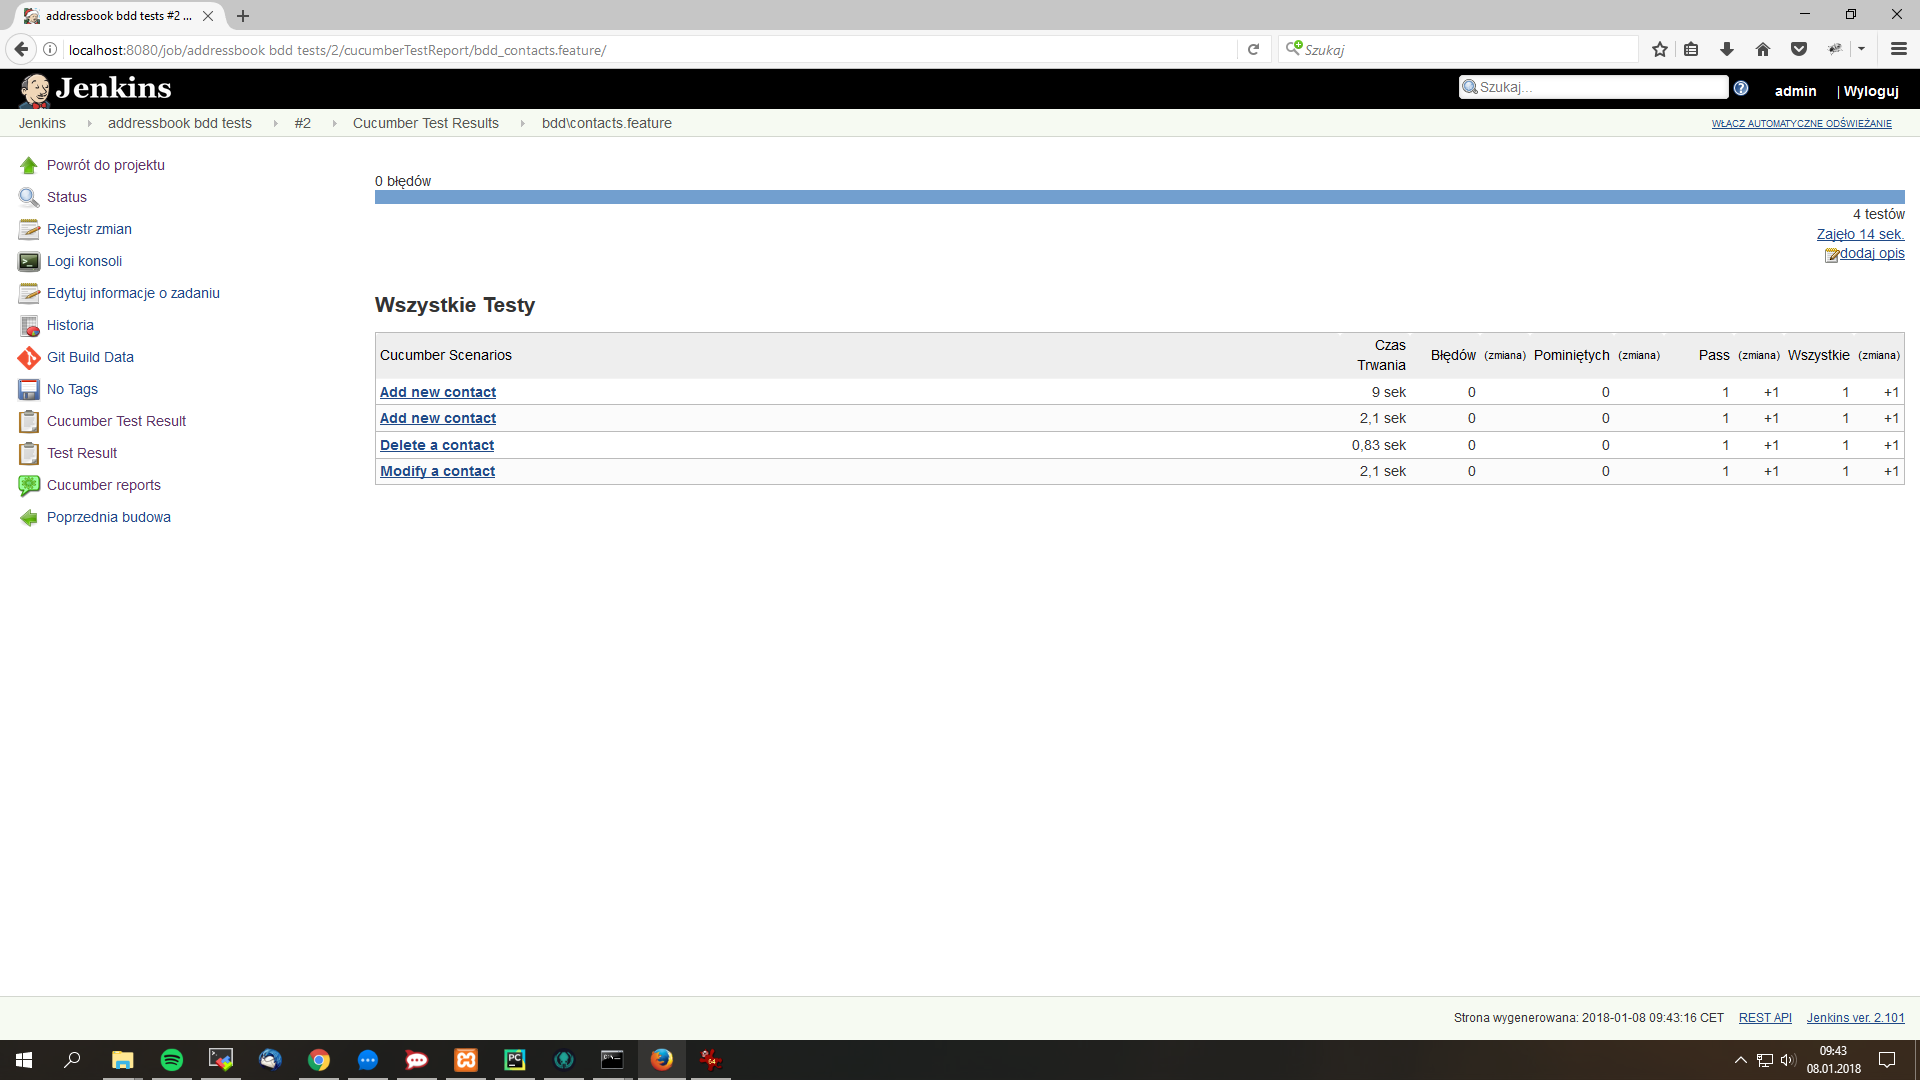 addressbook bdd tests #2 ...
localhost:8080/job/addressbook bdd tests/2/cucumberTestReport/bdd_contacts.feature/
Szukaj
Jenkins
Szukaj...
admin
| Wyloguj
Jenkins
addressbook bdd tests
#2
Cucumber Test Results
bdd\contacts.feature
WŁĄCZ AUTOMATYCZNE ODŚWIEŻANIE
Powrót do projektu
Status
Rejestr zmian
Logi konsoli
Edytuj informacje o zadaniu
Historia
Git Build Data
No Tags
Cucumber Test Result
Test Result
Cucumber reports
Poprzednia budowa
0 błędów
4 testów
Zajęło 14 sek.
dodaj opis
Wszystkie Testy
Cucumber Scenarios Czas Trwania Błędów (zmiana) Pominiętych (zmiana) Pass (zmiana) Wszystkie (zmiana)
Add new contact 9 sek 0 0 1 +1 1 +1
Add new contact 2,1 sek 0 0 1 +1 1 +1
Delete a contact 0,83 sek 0 0 1 +1 1 +1
Modify a contact 2,1 sek 0 0 1 +1 1 +1
Strona wygenerowana: 2018-01-08 09:43:16 CET REST API Jenkins ver. 2.101
09:43
08.01.2018